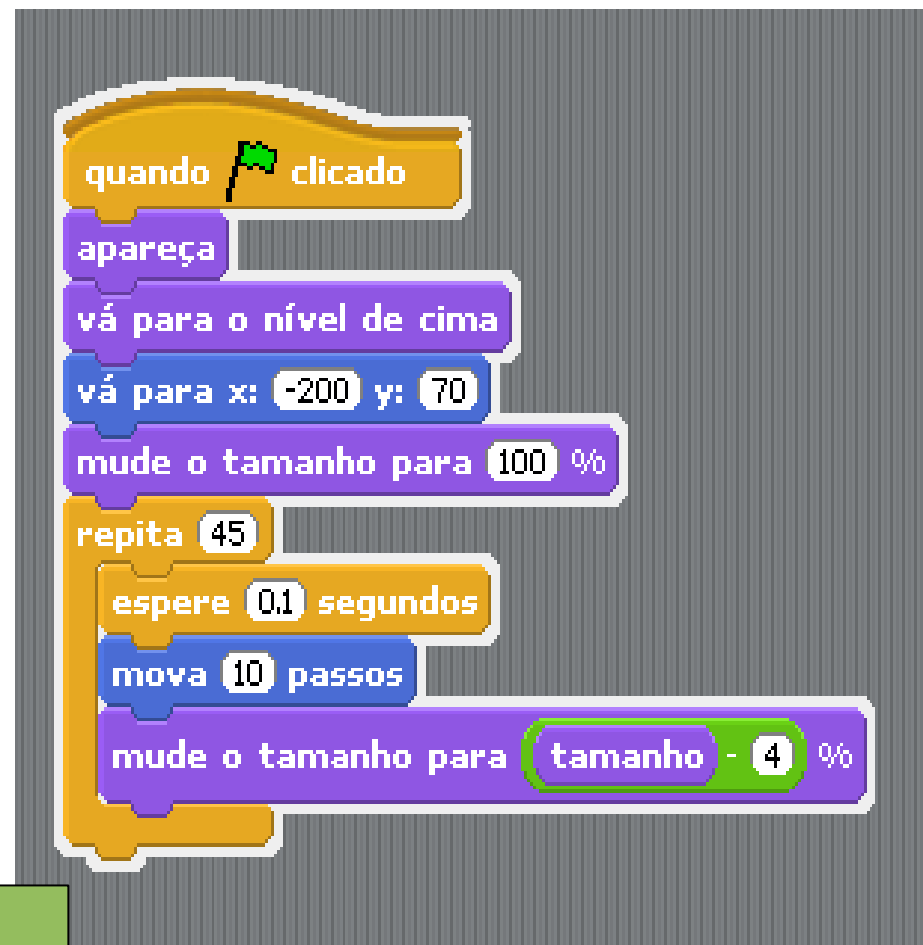 quando clicado
apareça
vá para o nível de cima
vá para x: -200 y: 70
mude o tamanho para 100 %
repita 45
espere 0.1 segundos
mova 10 passos
mude o tamanho para tamanho - 4 %